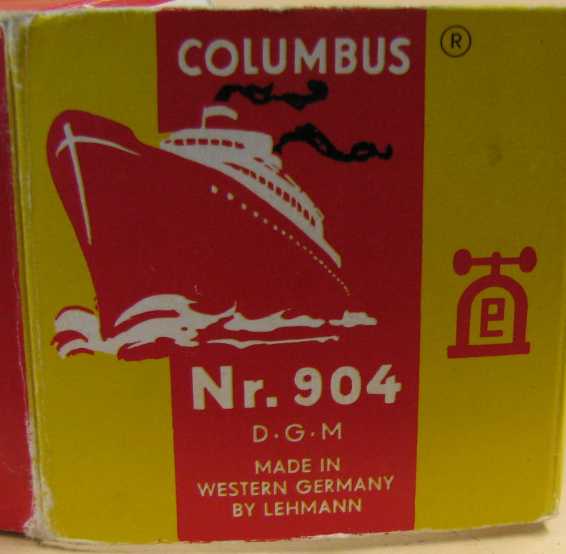 COLUMBUS ®
Nr. 904
D·G·M
MADE IN
WESTERN GERMANY
BY LEHMANN